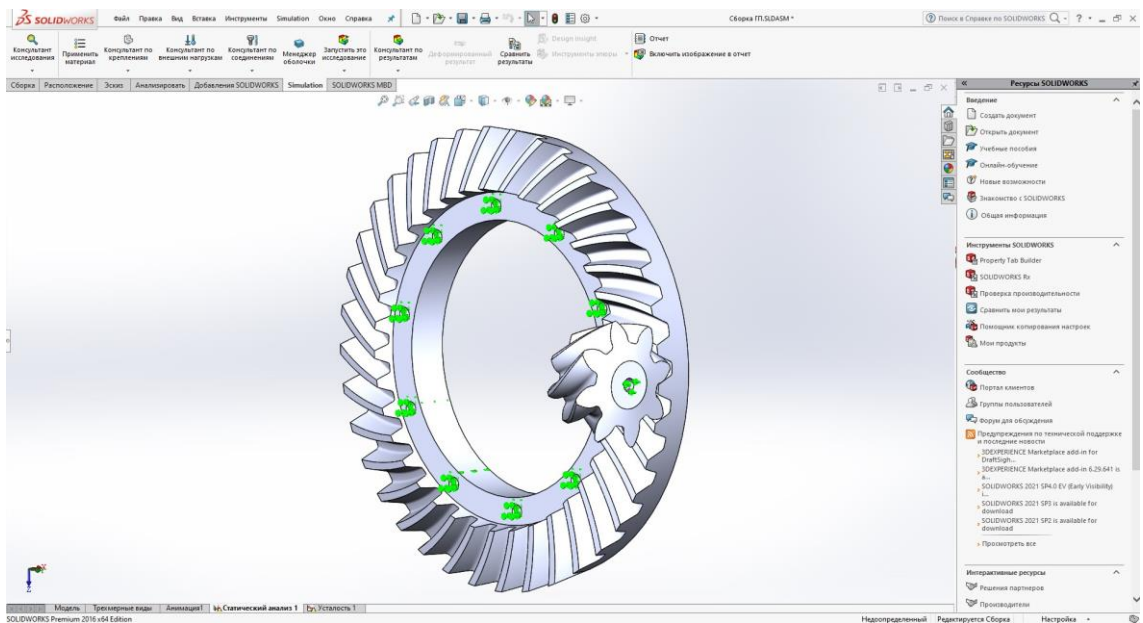 SOLIDWORKS Файл Правка Вид Вставка Инструменты Simulation Окно Справка Сборка ГП.SLDASM * Поиск в Справке по SOLIDWORKS
Консультант исследования
Применить материал
Консультант по креплениям
Консультант по внешним нагрузкам
Консультант по соединениям
Менеджер оболочки
Запустить это исследование
Консультант по результатам
Деформированный результат
Сравнить результаты
Design Insight
Инструменты эпюры
Отчет
Включить изображение в отчет
Сборка Расположение Эскиз Анализировать Добавления SOLIDWORKS Simulation SOLIDWORKS MBD
Ресурсы SOLIDWORKS
Введение
Создать документ
Открыть документ
Учебные пособия
Онлайн-обучение
Новые возможности
Знакомство с SOLIDWORKS
Общая информация
Инструменты SOLIDWORKS
Property Tab Builder
SOLIDWORKS Rx
Проверка производительности
Сравнить мои результаты
Помощник копирования настроек
Мои продукты
Сообщество
Портал клиентов
Группы пользователей
Форум для обсуждения
Предупреждения по технической поддержке
и последние новости
3DEXPERIENCE Marketplace add-in for
DraftSigh...
3DEXPERIENCE Marketplace add-in 6.29.641 is
a...
SOLIDWORKS 2021 SP4.0 EV (Early Visibility)
i...
SOLIDWORKS 2021 SP3 is available for
download
SOLIDWORKS 2021 SP2 is available for
download
Просмотреть все
Интерактивные ресурсы
Решения партнеров
Производители
Модель Трехмерные виды Анимация1 Статический анализ 1 Усталость 1
SOLIDWORKS Premium 2016 x64 Edition Недоопределенный Редактируется Сборка Настройка